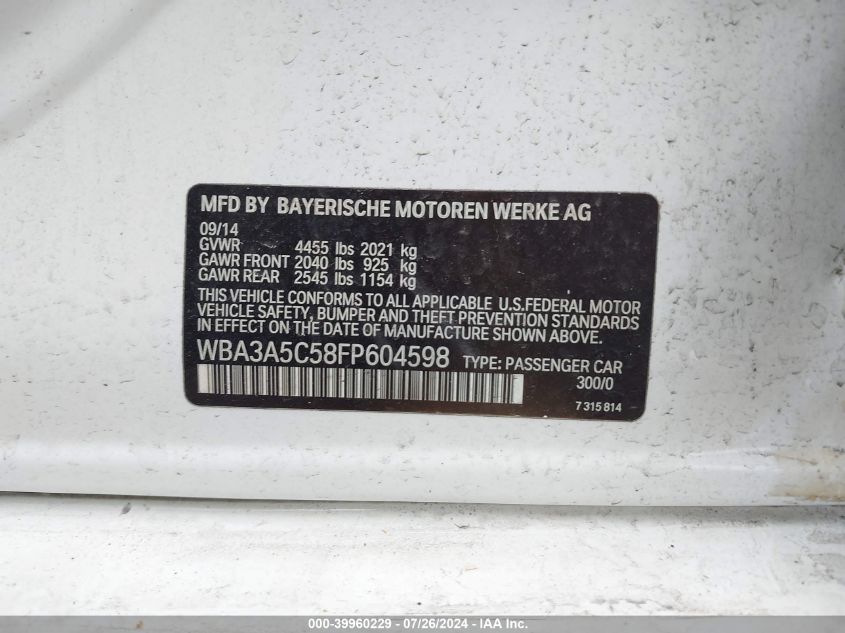 MFD BY BAYERISCHE MOTOREN WERKE AG
09/14
GVWR 4455 lbs 2021 kg
GAWR FRONT 2040 lbs 925 kg
GAWR REAR 2545 lbs 1154 kg
THIS VEHICLE CONFORMS TO ALL APPLICABLE U.S.FEDERAL MOTOR
VEHICLE SAFETY, BUMPER AND THEFT PREVENTION STANDARDS
IN EFFECT ON THE DATE OF MANUFACTURE SHOWN ABOVE.
WBA3A5C58FP604598 TYPE: PASSENGER CAR
300/0
7 315 814
000-39960229 - 07/26/2024 - US.NY.